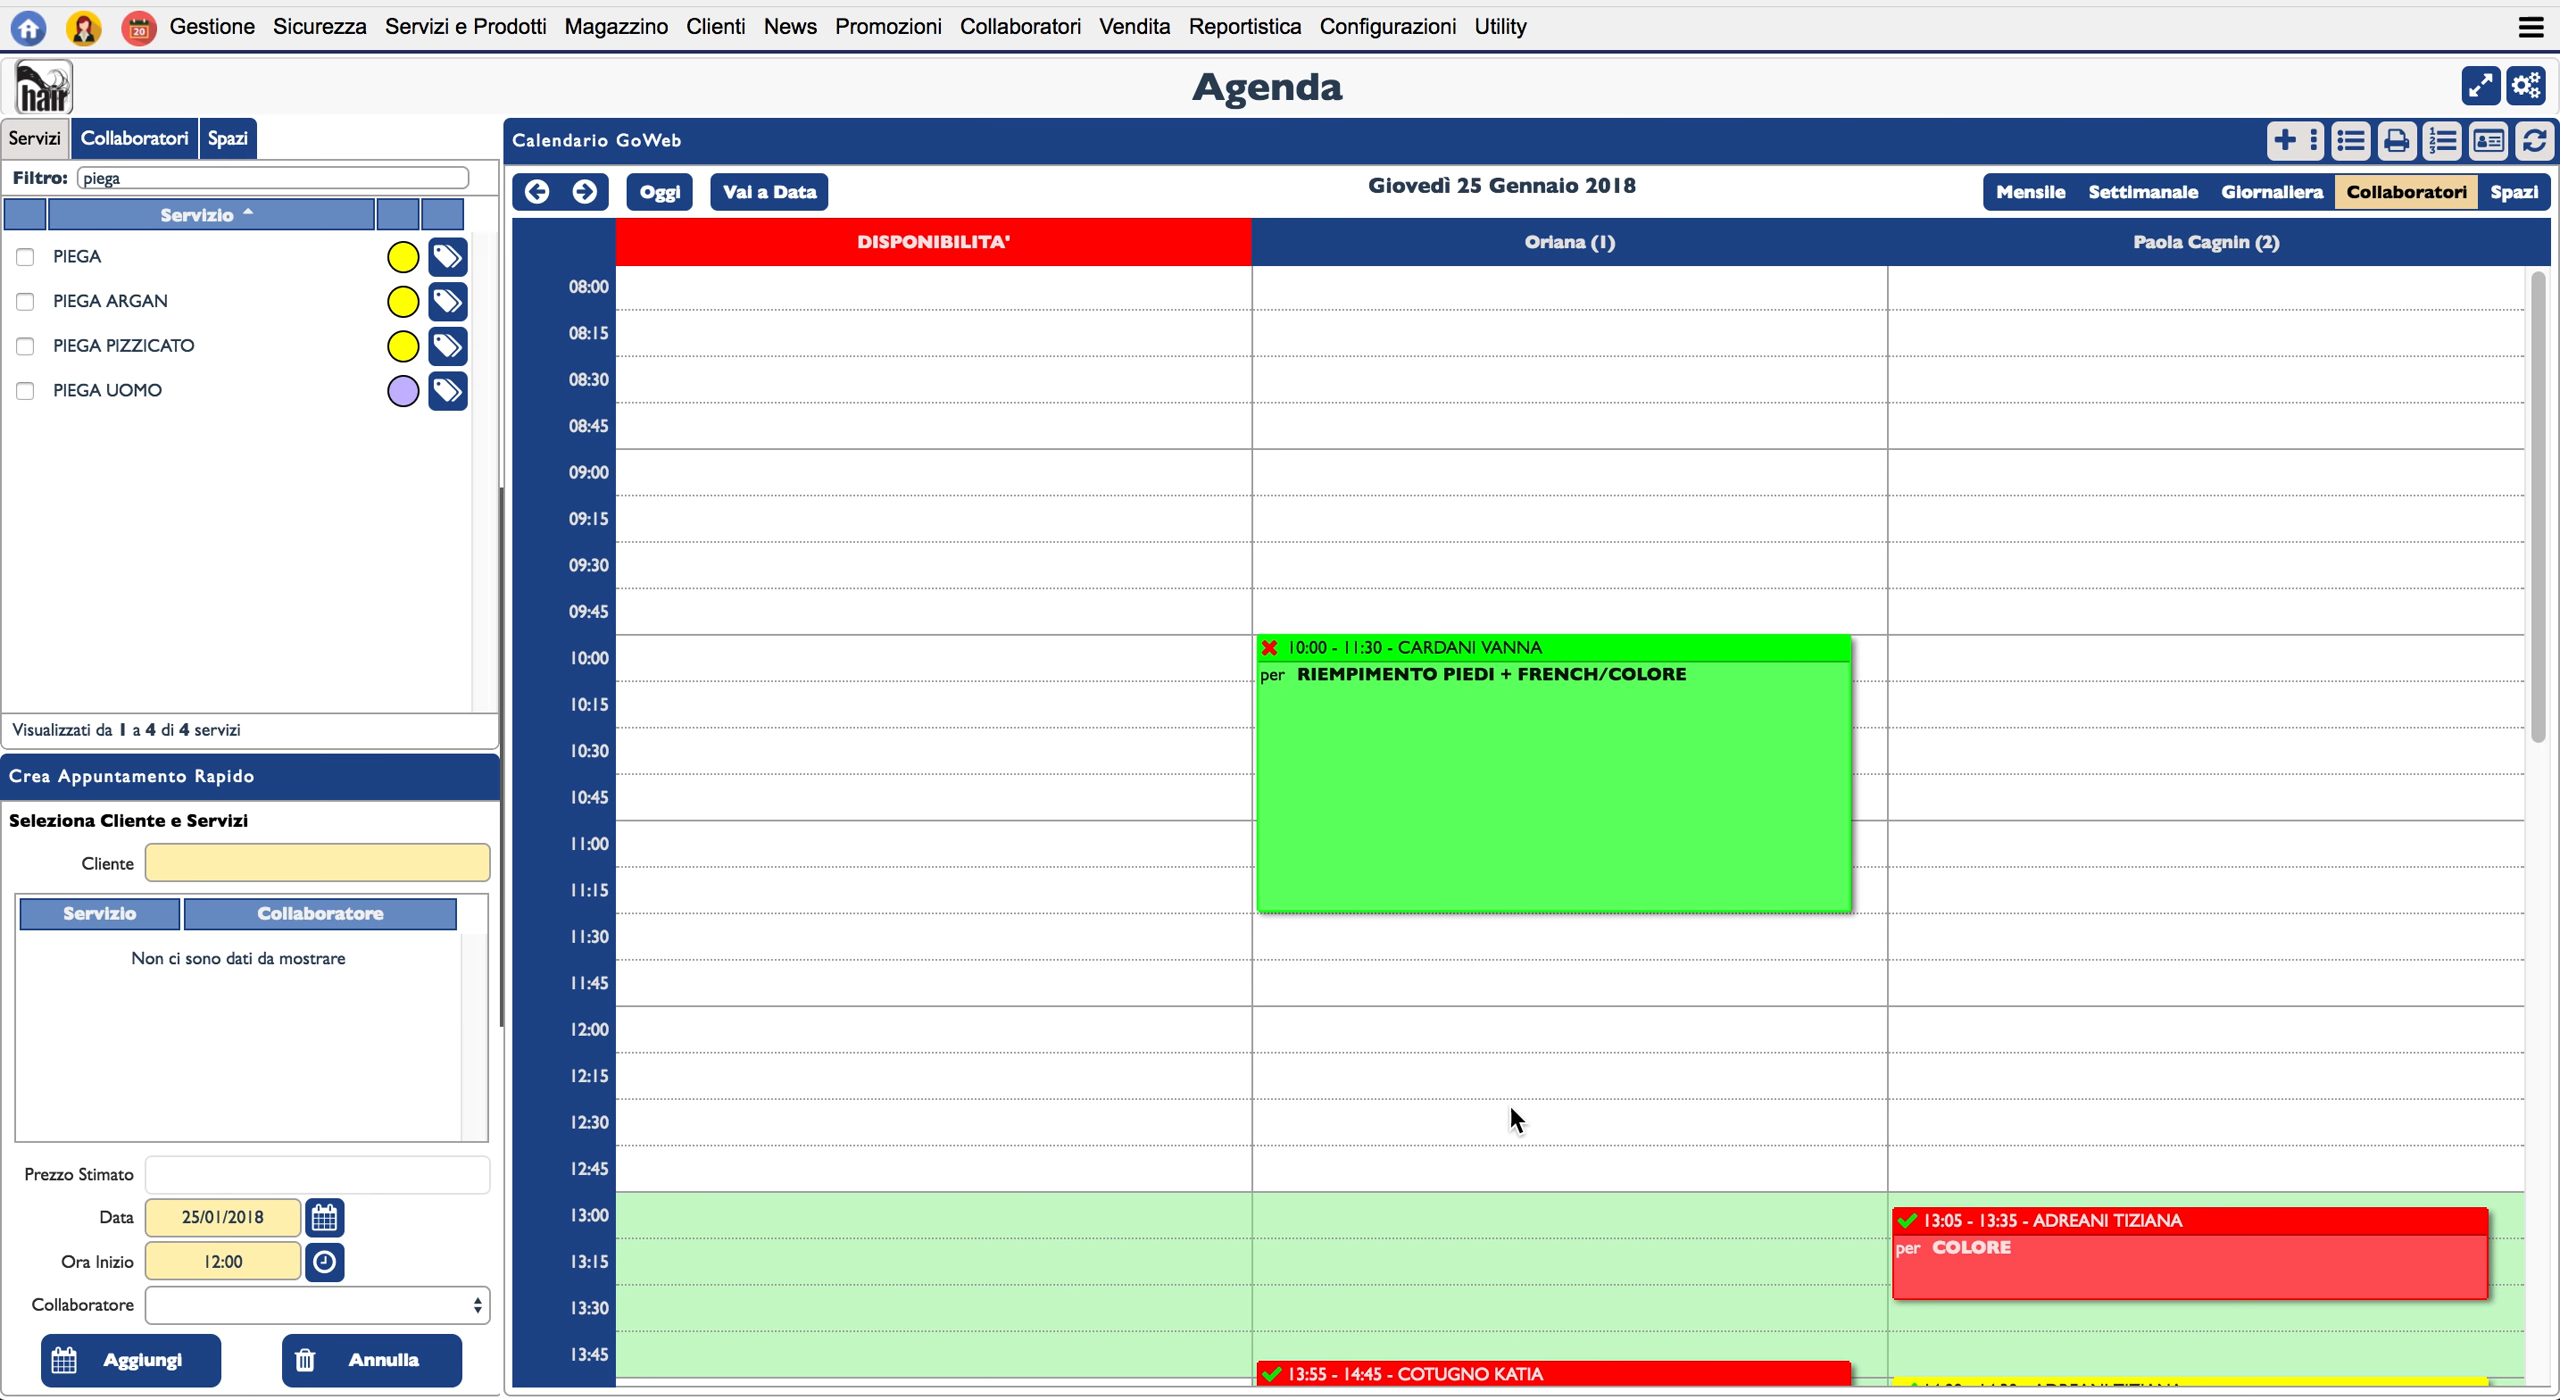 20 Gestione Sicurezza Servizi e Prodotti Magazzino Clienti News Promozioni Collaboratori Vendita Reportistica Configurazioni Utility
hair
Agenda
Servizi Collaboratori Spazi
Filtro: piega
Servizio
PIEGA
PIEGA ARGAN
PIEGA PIZZICATO
PIEGA UOMO
Visualizzati da 1 a 4 di 4 servizi
Crea Appuntamento Rapido
Seleziona Cliente e Servizi
Cliente
Servizio Collaboratore
Non ci sono dati da mostrare
Prezzo Stimato
Data 25/01/2018
Ora Inizio 12:00
Collaboratore
Aggiungi Annulla
Calendario GoWeb
Oggi Vai a Data Giovedì 25 Gennaio 2018 Mensile Settimanale Giornaliera Collaboratori Spazi
DISPONIBILITA' Oriana (1) Paola Cagnin (2)
08:00
08:15
08:30
08:45
09:00
09:15
09:30
09:45
10:00
10:15
10:30
10:45
11:00
11:15
11:30
11:45
12:00
12:15
12:30
12:45
13:00
13:15
13:30
13:45
10:00 - 11:30 - CARDANI VANNA
per RIEMPIMENTO PIEDI + FRENCH/COLORE
13:55 - 14:45 - COTUGNO KATIA
13:05 - 13:35 - ADREANI TIZIANA
per COLORE